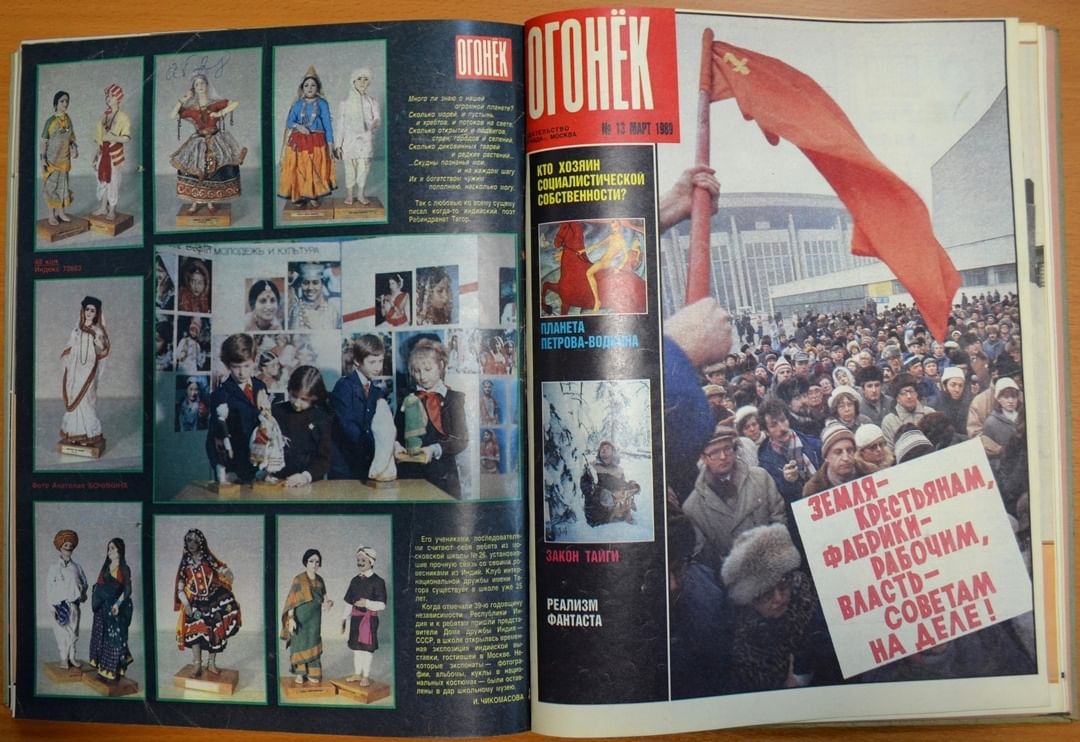 ОГОНЁК
Много ли знаю о нашей
огромной планете?
Сколько морей, и пустынь,
и хребтов, и потоков на свете,
Сколько открытий и подвигов,
стран, городов и селений,
Сколько диковинных тварей
и редких растений...
...Скудны познанья мои,
и на каждом шагу
Их я богатством чужим
пополняю, насколько могу.
Так с любовью ко всему сущему
писал когда-то индийский поэт
Рабиндранат Тагор.
40 коп.
Индекс 70663
МОЛОДЕЖЬ И КУЛЬТУРА
Фото Анатолия БОЧИНИНА
Его учениками, последователя-
ми считают себя ребята из мо-
сковской школы № 26, установив-
шие прочную связь со своими ро-
весниками из Индии. Клуб интер-
национальной дружбы имени Та-
гора существует в школе уже 25
лет.
Когда отмечали 39-ю годовщину
независимости Республики Ин-
дия и к ребятам пришли предста-
вители Дома дружбы Индия —
СССР, в школе открылась времен-
ная экспозиция индийской вы-
ставки, гостившей в Москве. Не-
которые экспонаты — фотогра-
фии, альбомы, куклы в нацио-
нальных костюмах — были остав-
лены в дар школьному музею.
И. ЧИКОМАСОВА
ОГОНЁК
МОСКВА
№ 13 МАРТ 1989
КТО ХОЗЯИН
СОЦИАЛИСТИЧЕСКОЙ
СОБСТВЕННОСТИ?
ПЛАНЕТА
ПЕТРОВА-ВОДКИНА
ЗАКОН ТАЙГИ
РЕАЛИЗМ
ФАНТАСТА
ЗЕМЛЯ-
КРЕСТЬЯНАМ,
ФАБРИКИ-
РАБОЧИМ,
ВЛАСТЬ-
СОВЕТАМ
НА ДЕЛЕ!